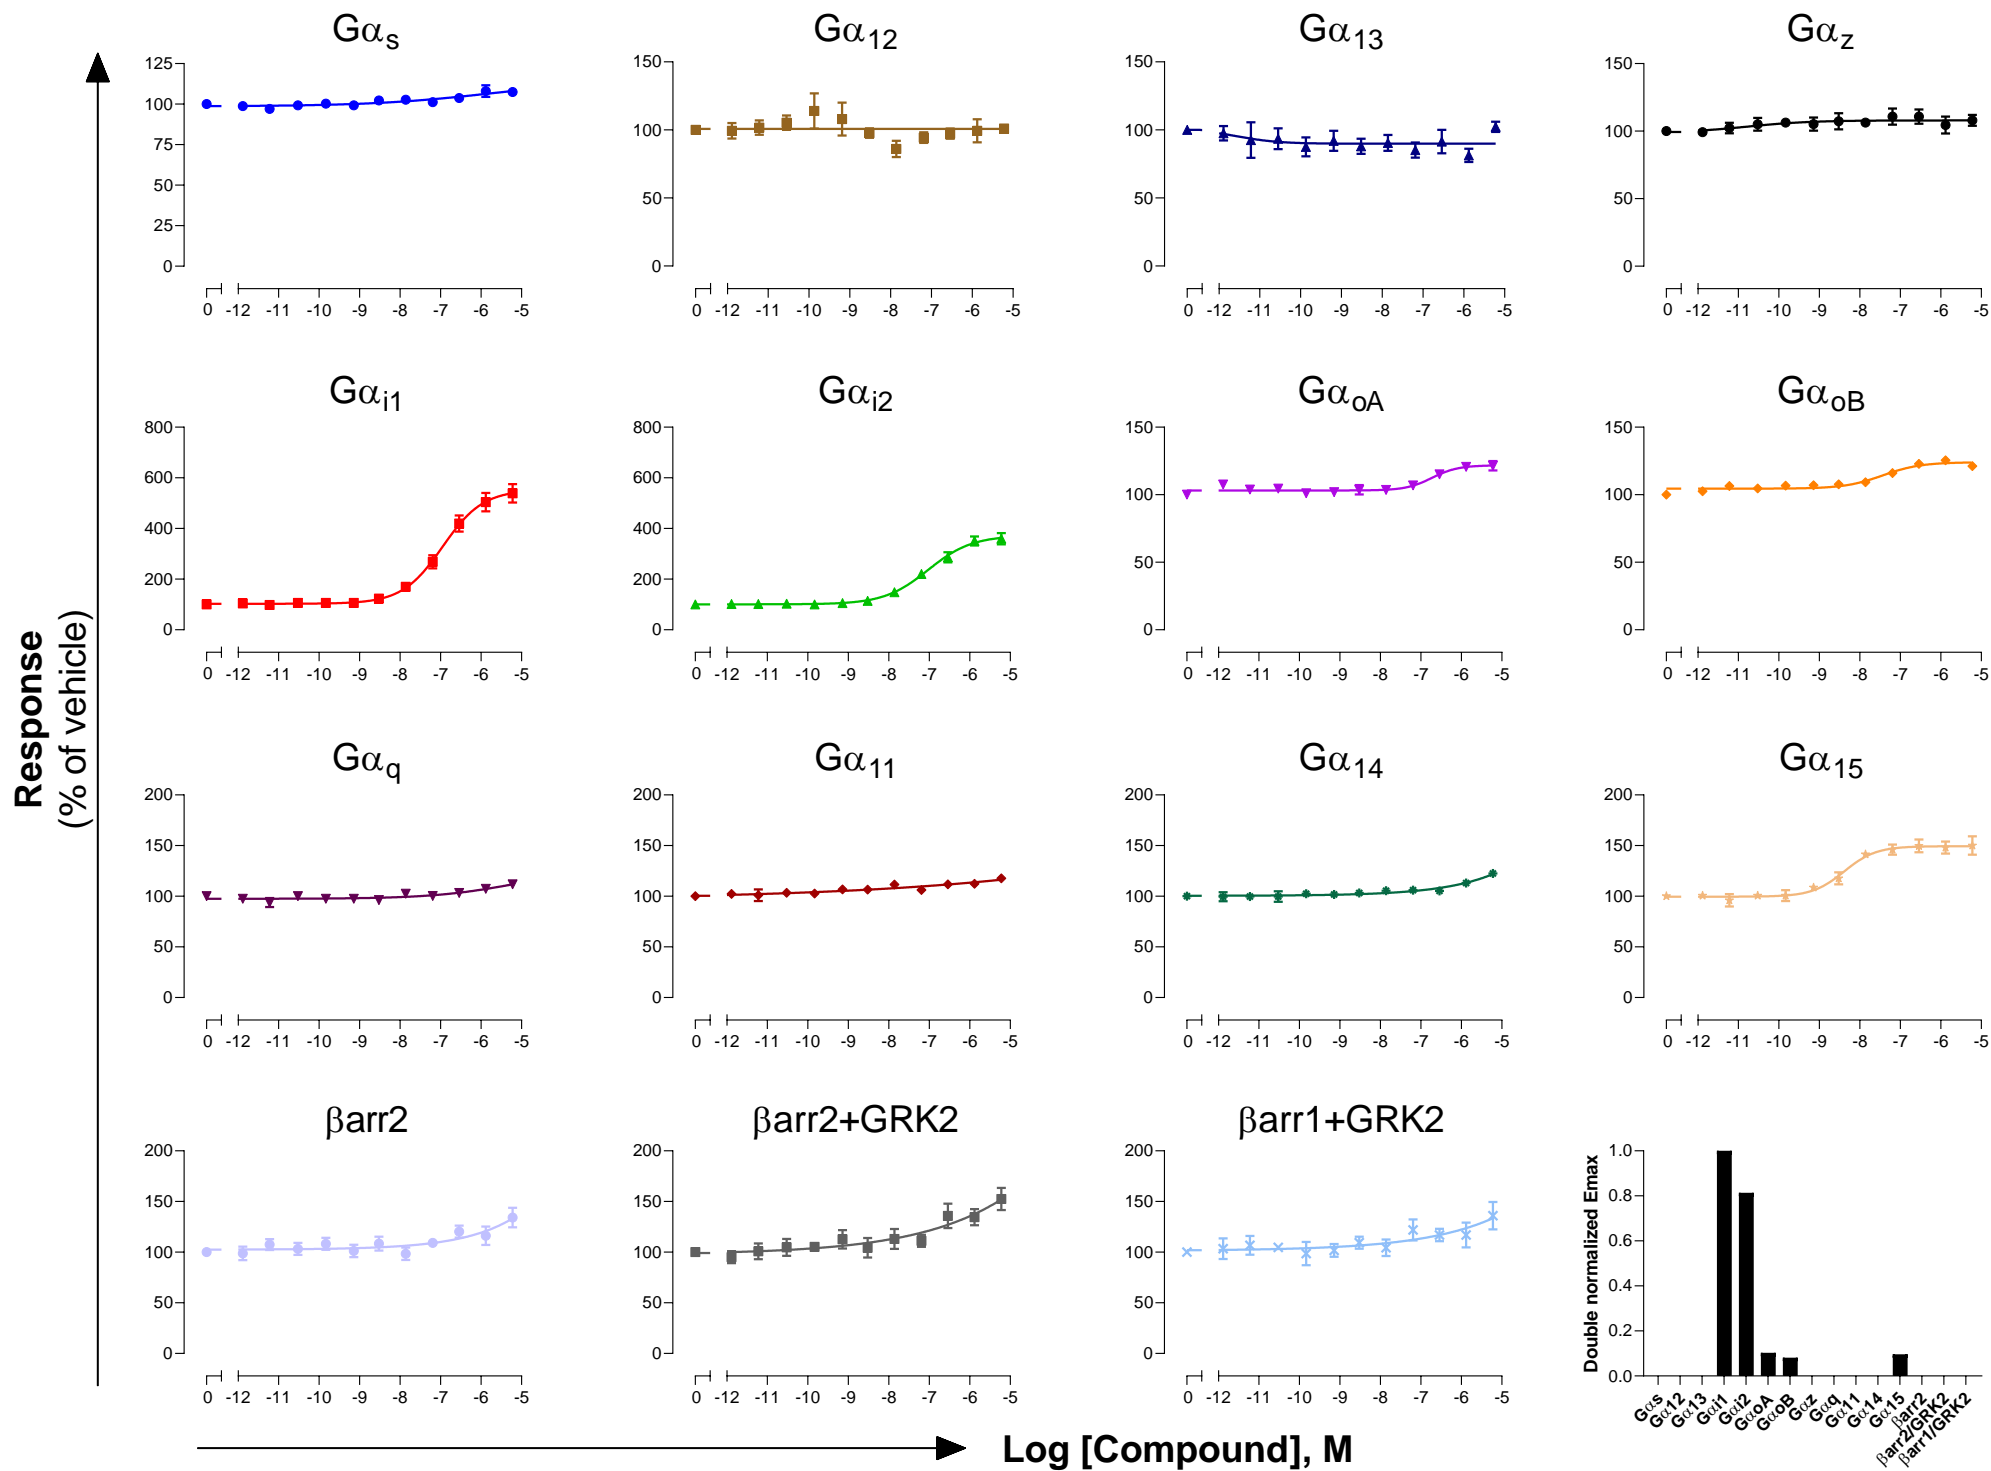 Gαs
Gα12
Gα13
Gαz
125
100
75
50
25
0
0 -12 -11 -10 -9 -8 -7 -6 -5
150
100
50
0
0 -12 -11 -10 -9 -8 -7 -6 -5
150
100
50
0
0 -12 -11 -10 -9 -8 -7 -6 -5
150
100
50
0
0 -12 -11 -10 -9 -8 -7 -6 -5
Gαi1
Gαi2
GαoA
GαoB
800
600
400
200
0
0 -12 -11 -10 -9 -8 -7 -6 -5
800
600
400
200
0
0 -12 -11 -10 -9 -8 -7 -6 -5
150
100
50
0
0 -12 -11 -10 -9 -8 -7 -6 -5
150
100
50
0
0 -12 -11 -10 -9 -8 -7 -6 -5
Response
(% of vehicle)
Gαq
Gα11
Gα14
Gα15
200
150
100
50
0
0 -12 -11 -10 -9 -8 -7 -6 -5
200
150
100
50
0
0 -12 -11 -10 -9 -8 -7 -6 -5
200
150
100
50
0
0 -12 -11 -10 -9 -8 -7 -6 -5
200
150
100
50
0
0 -12 -11 -10 -9 -8 -7 -6 -5
βarr2
βarr2+GRK2
βarr1+GRK2
200
150
100
50
0
0 -12 -11 -10 -9 -8 -7 -6 -5
200
150
100
50
0
0 -12 -11 -10 -9 -8 -7 -6 -5
200
150
100
50
0
0 -12 -11 -10 -9 -8 -7 -6 -5
Double normalized Emax
1.0
0.8
0.6
0.4
0.2
0.0
Gαs
Gα12
Gα13
Gαi1
Gαi2
GαoA
GαoB
Gαz
Gαq
Gα11
Gα14
Gα15
βarr2
βarr2/GRK2
βarr1/GRK2
Log [Compound], M